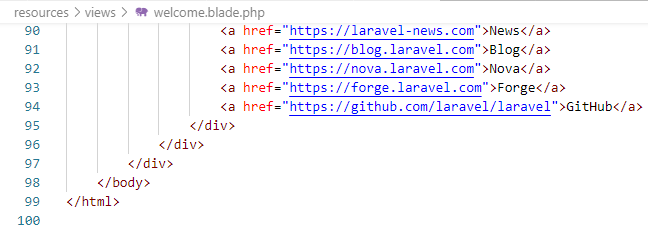 resources > views > welcome.blade.php
90 <a href="https://laravel-news.com">News</a>
91 <a href="https://blog.laravel.com">Blog</a>
92 <a href="https://nova.laravel.com">Nova</a>
93 <a href="https://forge.laravel.com">Forge</a>
94 <a href="https://github.com/laravel/laravel">GitHub</a>
95 </div>
96 </div>
97 </div>
98 </body>
99 </html>
100